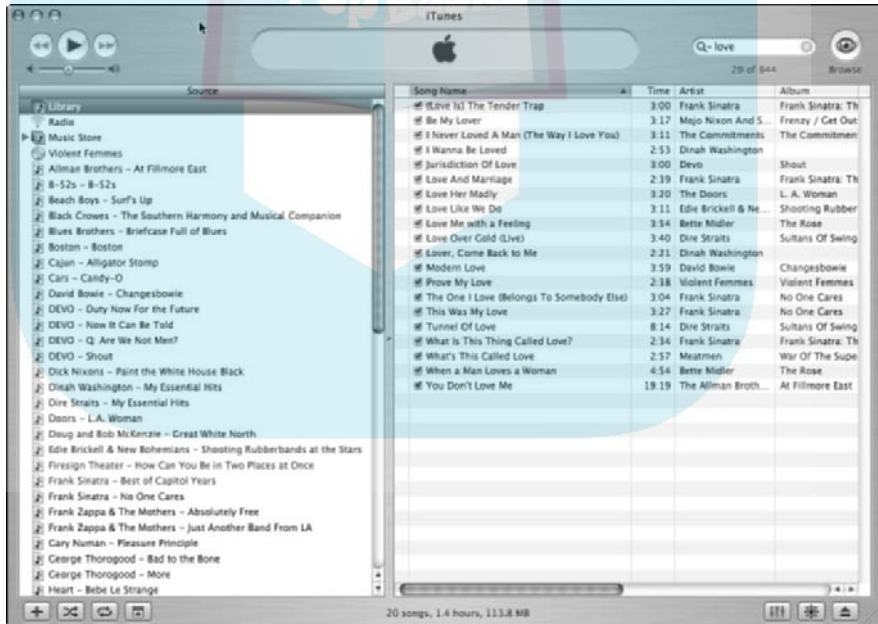 iTunes
love
20 of 844
Browse
Source
Library
Radio
Music Store
Violent Femmes
Allman Brothers – At Fillmore East
B-52s – B-52s
Beach Boys – Surf's Up
Black Crowes – The Southern Harmony and Musical Companion
Blues Brothers – Briefcase Full of Blues
Boston – Boston
Cajun – Alligator Stomp
Cars – Candy-O
David Bowie – Changesbowie
DEVO – Duty Now For the Future
DEVO – Now It Can Be Told
DEVO – Q: Are We Not Men?
DEVO – Shout
Dick Nixons – Paint the White House Black
Dinah Washington – My Essential Hits
Dire Straits – My Essential Hits
Doors – L.A. Woman
Doug and Bob McKenzie – Great White North
Edie Brickell & New Bohemians – Shooting Rubberbands at the Stars
Firesign Theater – How Can You Be in Two Places at Once
Frank Sinatra – Best of Capitol Years
Frank Sinatra – No One Cares
Frank Zappa & The Mothers – Absolutely Free
Frank Zappa & The Mothers – Just Another Band From LA
Gary Numan – Pleasure Principle
George Thorogood – Bad to the Bone
George Thorogood – More
Heart – Bebe Le Strange
Song Name Time Artist Album
(Love Is) The Tender Trap 3:00 Frank Sinatra Frank Sinatra: Th
Be My Lover 3:17 Mojo Nixon And S... Frenzy / Get Out
I Never Loved A Man (The Way I Love You) 3:11 The Commitments The Commitmen
I Wanna Be Loved 2:53 Dinah Washington
Jurisdiction Of Love 3:00 Devo Shout
Love And Marriage 2:39 Frank Sinatra Frank Sinatra: Th
Love Her Madly 3:20 The Doors L. A. Woman
Love Like We Do 3:11 Edie Brickell & Ne... Shooting Rubber
Love Me with a Feeling 3:54 Bette Midler The Rose
Love Over Gold (Live) 3:40 Dire Straits Sultans Of Swing
Lover, Come Back to Me 2:21 Dinah Washington
Modern Love 3:59 David Bowie Changesbowie
Prove My Love 2:38 Violent Femmes Violent Femmes
The One I Love (Belongs To Somebody Else) 3:04 Frank Sinatra No One Cares
This Was My Love 3:27 Frank Sinatra No One Cares
Tunnel Of Love 8:14 Dire Straits Sultans Of Swing
What Is This Thing Called Love? 2:34 Frank Sinatra Frank Sinatra: Th
What's This Called Love 2:57 Meatmen War Of The Supe
When a Man Loves a Woman 4:54 Bette Midler The Rose
You Don't Love Me 19:19 The Allman Broth... At Fillmore East
20 songs, 1.4 hours, 113.8 MB